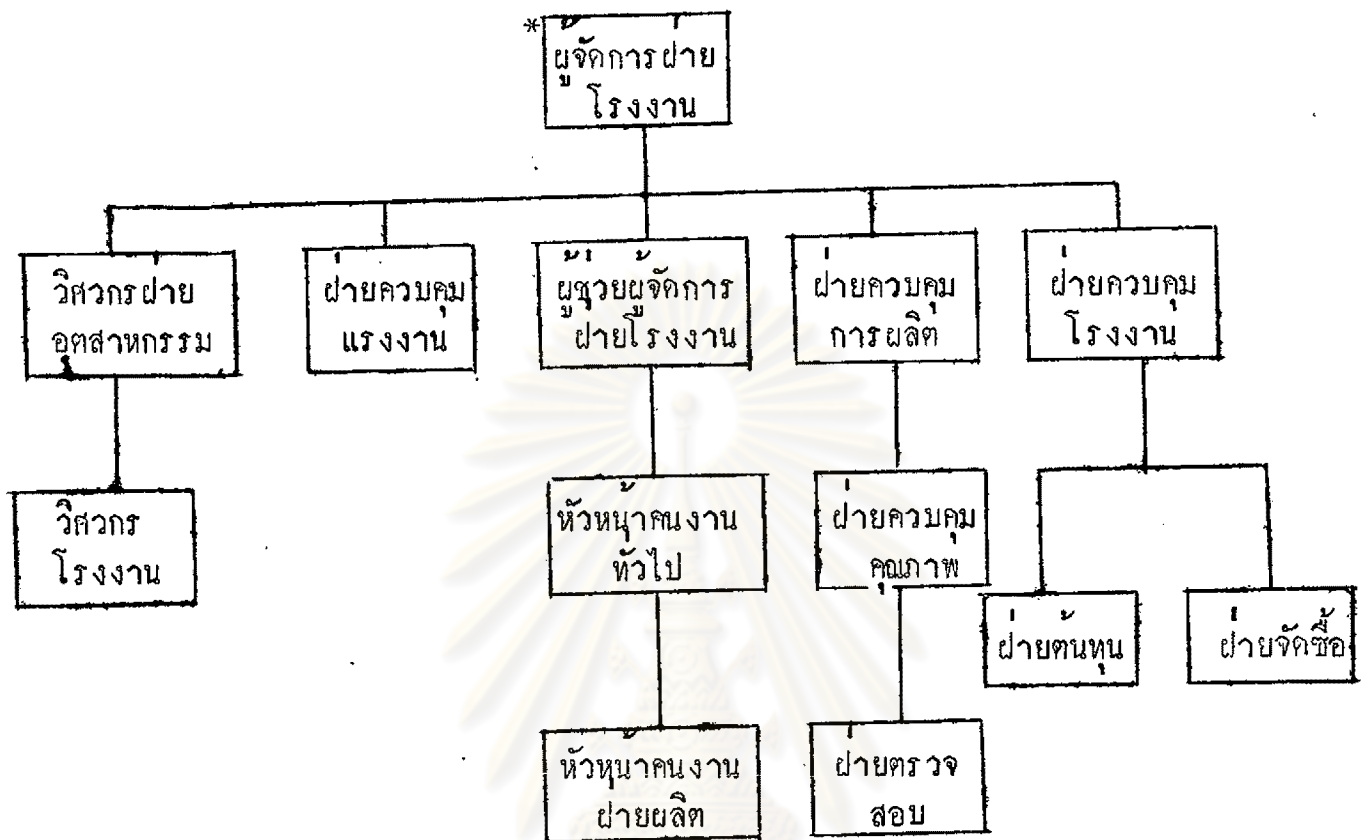 *
ผู้จัดการฝ่าย
โรงงาน
วิศวกรฝ่าย
อุตสาหกรรม
ฝ่ายควบคุม
แรงงาน
ผู้ช่วยผู้จัดการ
ฝ่ายโรงงาน
ฝ่ายควบคุม
การผลิต
ฝ่ายควบคุม
โรงงาน
วิศวกร
โรงงาน
หัวหน้าคนงาน
ทั่วไป
ฝ่ายควบคุม
คุณภาพ
ฝ่ายต้นทุน
ฝ่ายจัดซื้อ
หัวหน้าคนงาน
ฝ่ายผลิต
ฝ่ายตรวจ
สอบ